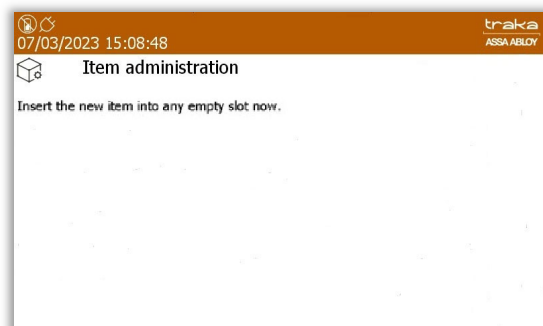 traka
07/03/2023 15:08:48
ASSA ABLOY
Item administration
Insert the new item into any empty slot now.